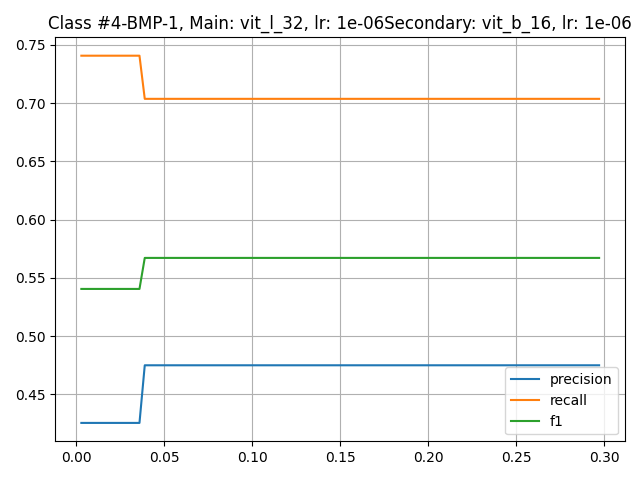 Class #4-BMP-1, Main: vit_l_32, lr: 1e-06Secondary: vit_b_16, lr: 1e-06
0.75
0.70
0.65
0.60
0.55
0.50
0.45
precision
recall
f1
0.00 0.05 0.10 0.15 0.20 0.25 0.30